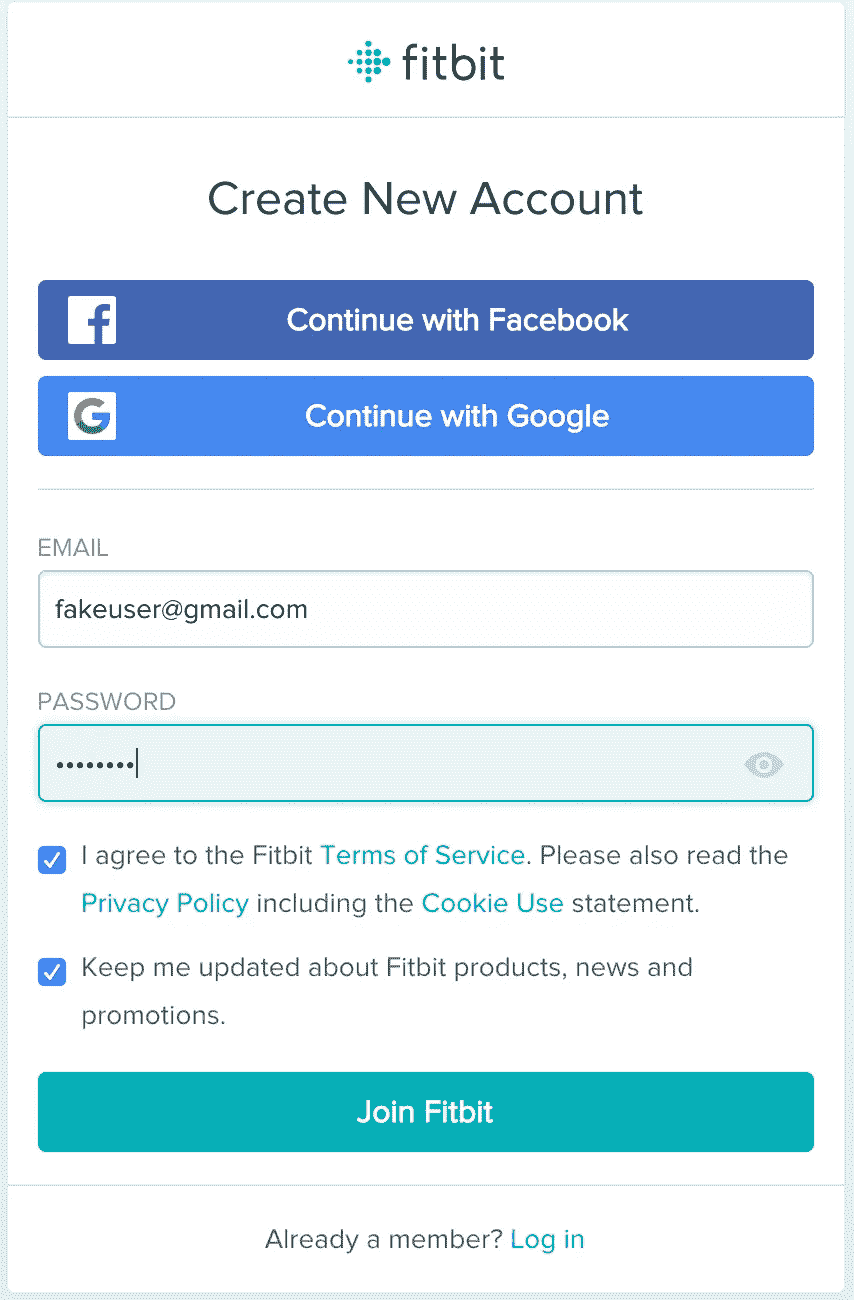 fitbit
Create New Account
Continue with Facebook
Continue with Google
EMAIL
fakeuser@gmail.com
PASSWORD
••••••••
I agree to the Fitbit Terms of Service. Please also read the
Privacy Policy including the Cookie Use statement.
Keep me updated about Fitbit products, news and
promotions.
Join Fitbit
Already a member? Log in